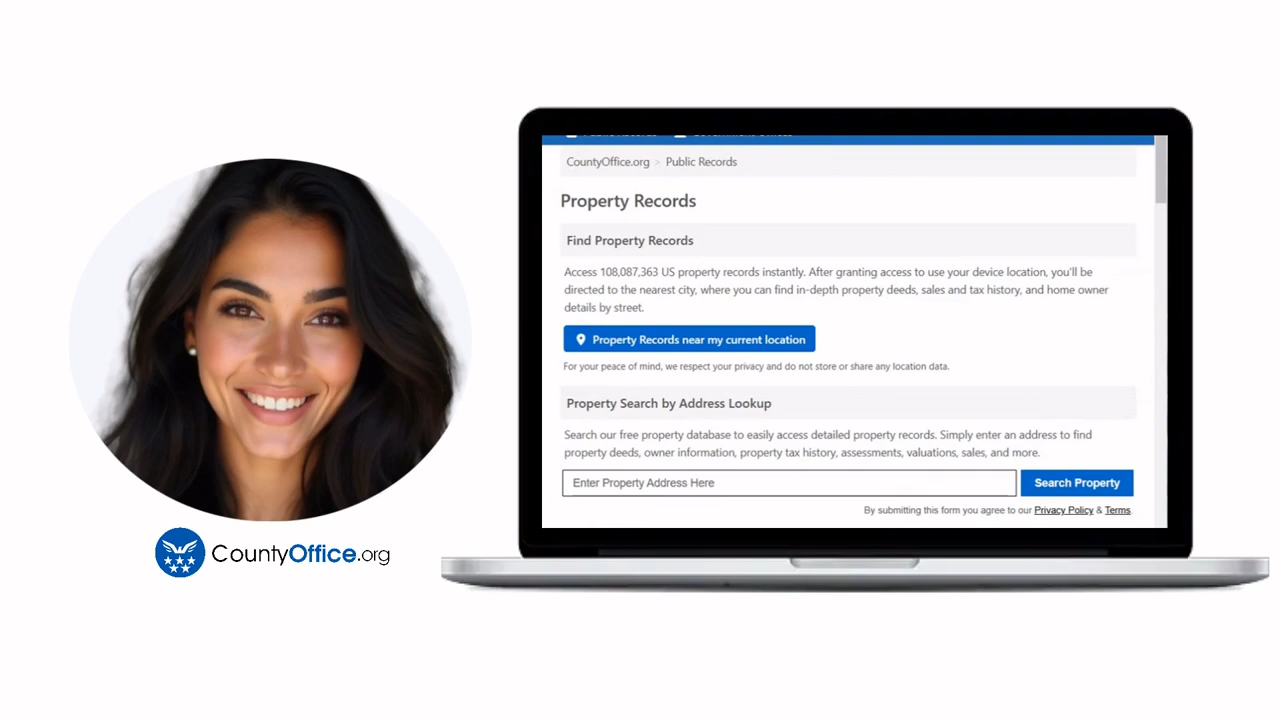 CountyOffice.org > Public Records
Property Records
Find Property Records
Access 108,087,363 US property records instantly. After granting access to use your device location, you'll be
directed to the nearest city, where you can find in-depth property deeds, sales and tax history, and home owner
details by street.
Property Records near my current location
For your peace of mind, we respect your privacy and do not store or share any location data.
Property Search by Address Lookup
Search our free property database to easily access detailed property records. Simply enter an address to find
property deeds, owner information, property tax history, assessments, valuations, sales, and more.
Enter Property Address Here
Search Property
By submitting this form you agree to our Privacy Policy & Terms.
CountyOffice.org